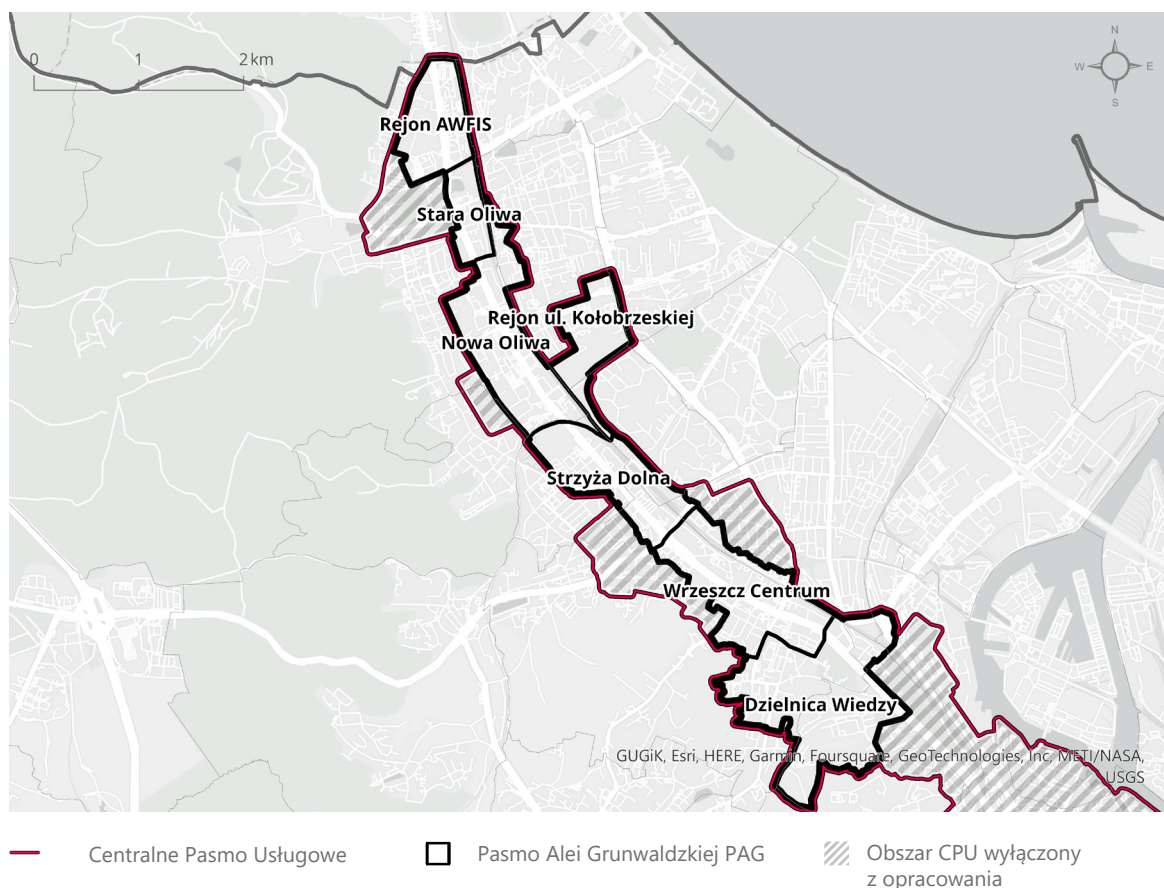 0 1 2 km
N
W E
S
Rejon AWFIS
Stara Oliwa
Rejon ul. Kołobrzeskiej
Nowa Oliwa
Strzyża Dolna
Wrzeszcz Centrum
Dzielnica Wiedzy
GUGiK, Esri, HERE, Garmin, Foursquare, GeoTechnologies, Inc, METI/NASA,
USGS
Centralne Pasmo Usługowe
Pasmo Alei Grunwaldzkiej PAG
Obszar CPU wyłączony
z opracowania